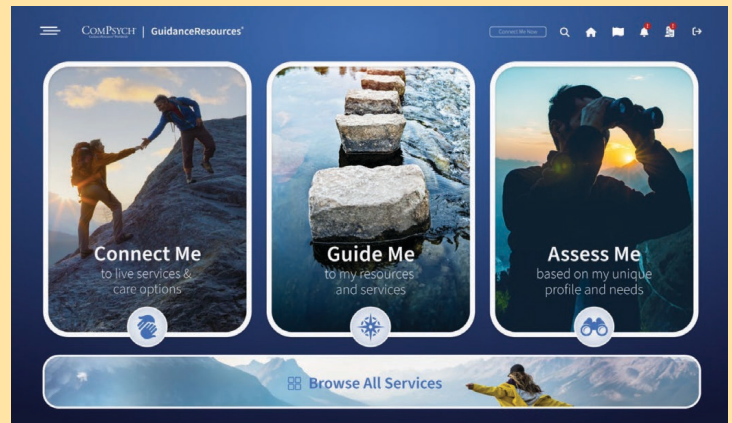 COMPSYCH | GuidanceResources®
Connect Me Now
Connect Me
to live services &
care options
Guide Me
to my resources
and services
Assess Me
based on my unique
profile and needs
Browse All Services